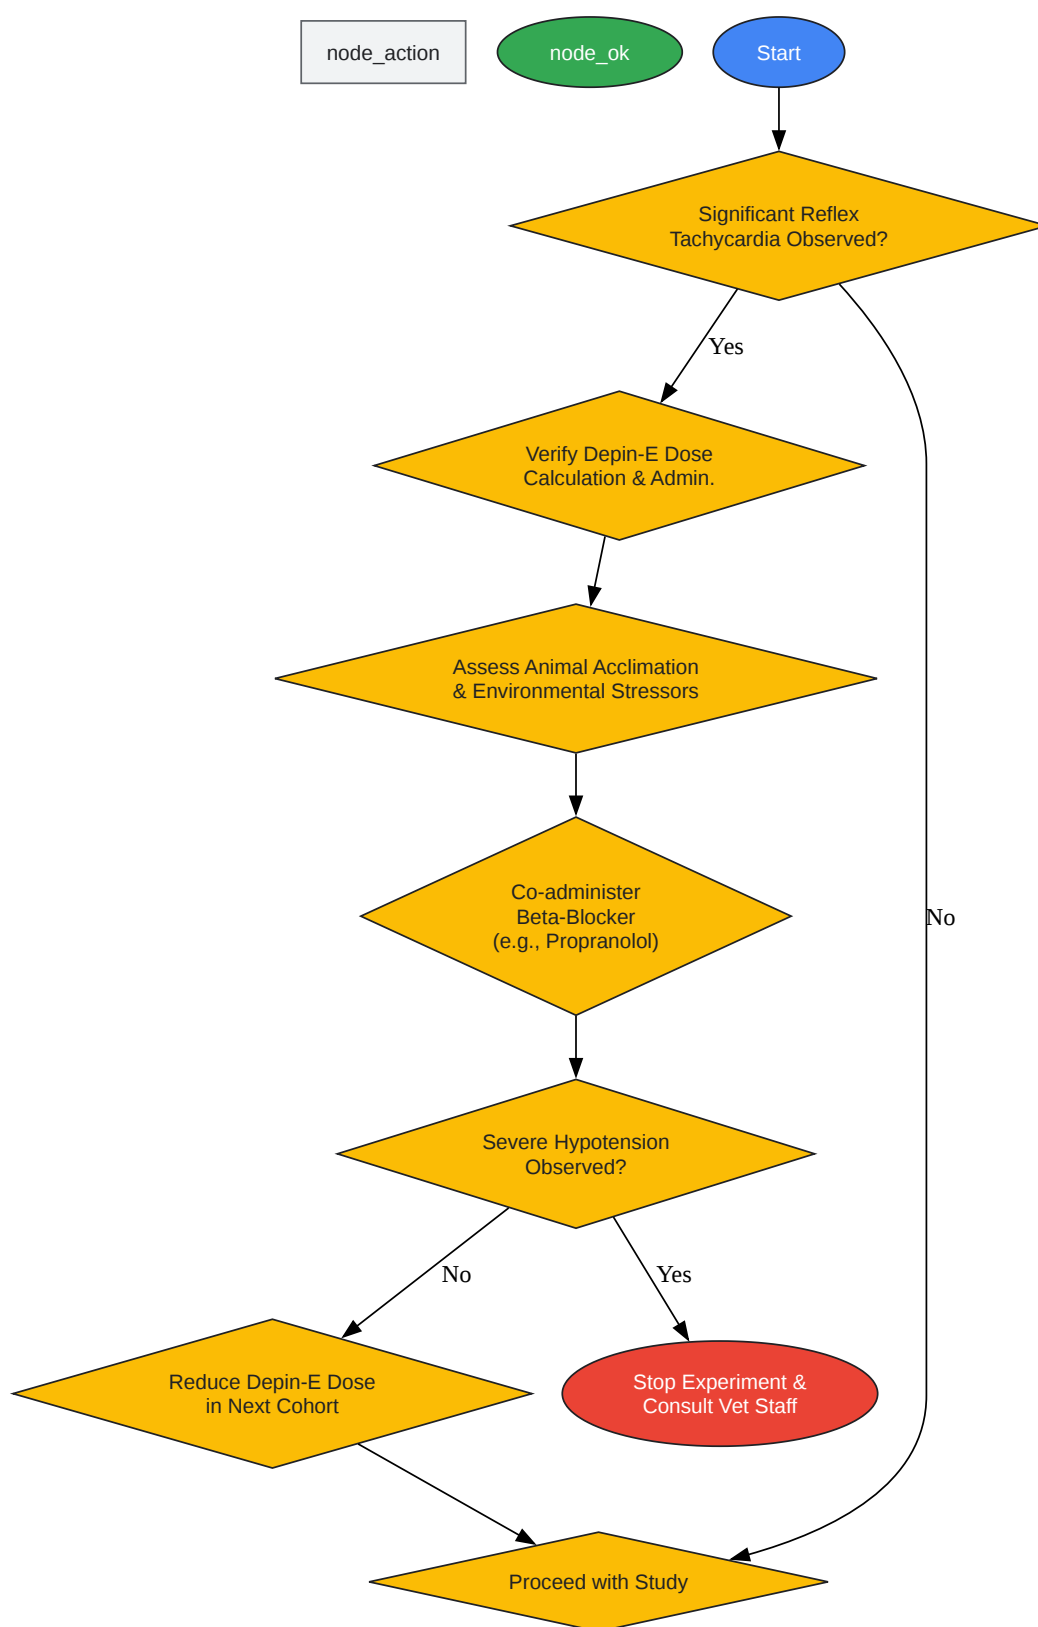 node_action
node_ok
Start
Significant Reflex
Tachycardia Observed?
Yes
Verify Depin-E Dose
Calculation & Admin.
Assess Animal Acclimation
& Environmental Stressors
Co-administer
Beta-Blocker
(e.g., Propranolol)
No
Severe Hypotension
Observed?
No
Yes
Reduce Depin-E Dose
in Next Cohort
Stop Experiment &
Consult Vet Staff
Proceed with Study